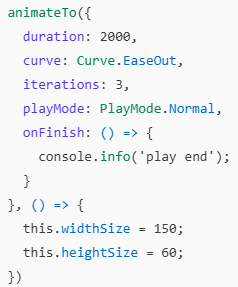 animateTo({
  duration: 2000,
  curve: Curve.EaseOut,
  iterations: 3,
  playMode: PlayMode.Normal,
  onFinish: () => {
    console.info('play end');
  }
}, () => {
  this.widthSize = 150;
  this.heightSize = 60;
})